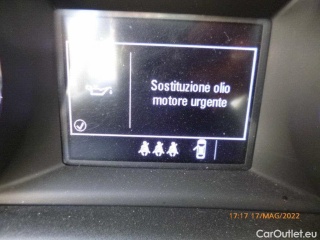 Sostituzione olio
motore urgente
17:17 17/MAG/2022
CarOutlet.eu